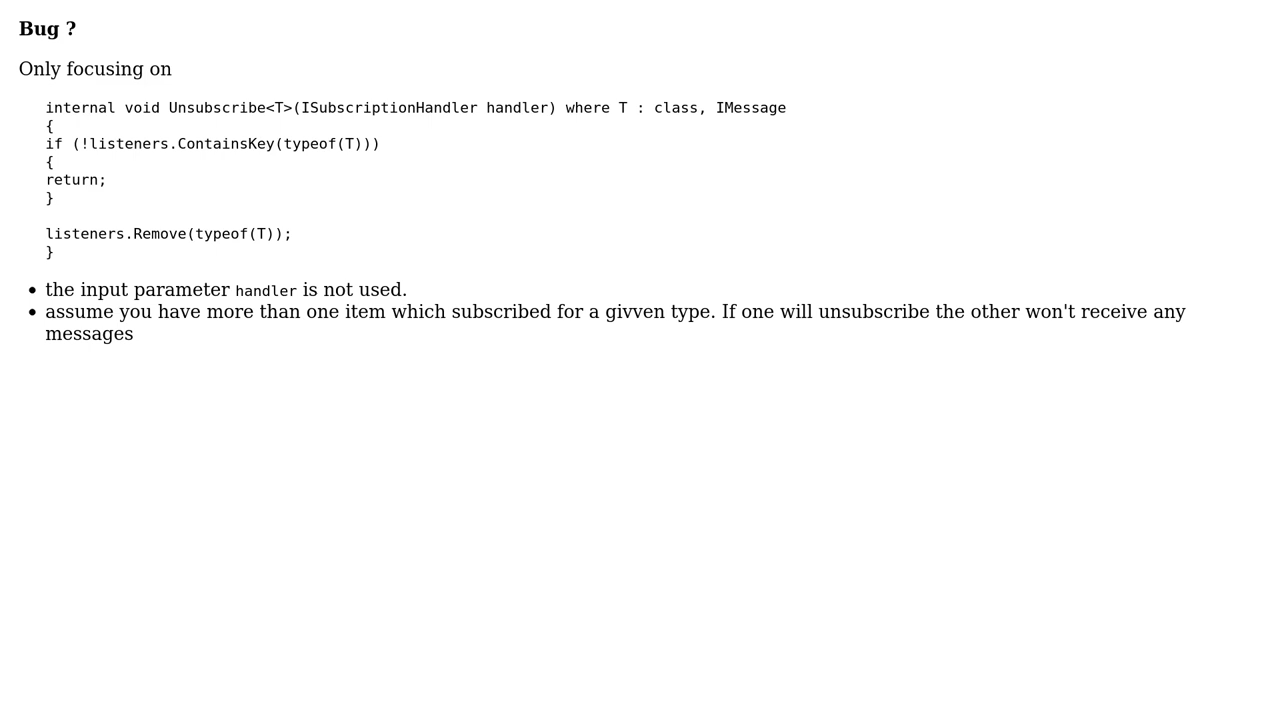 Bug ?
Only focusing on
internal void Unsubscribe<T>(ISubscriptionHandler handler) where T : class, IMessage
{
if (!listeners.ContainsKey(typeof(T)))
{
return;
}
listeners.Remove(typeof(T));
}
• the input parameter handler is not used.
• assume you have more than one item which subscribed for a givven type. If one will unsubscribe the other won't receive any
messages